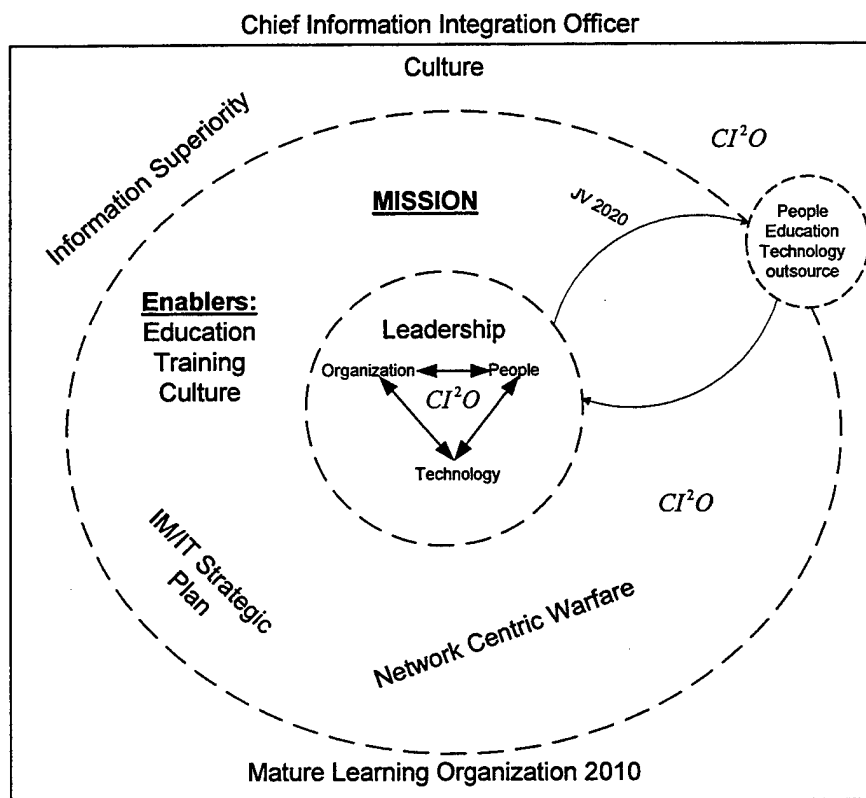 Chief Information Integration Officer
Culture
Information Superiority
CI²O
MISSION
JV 2020
People
Education
Technology
outsource
Enablers:
Education
Training
Culture
Leadership
Organization
People
CI²O
Technology
CI²O
IM/IT Strategic
Plan
Network Centric Warfare
Mature Learning Organization 2010